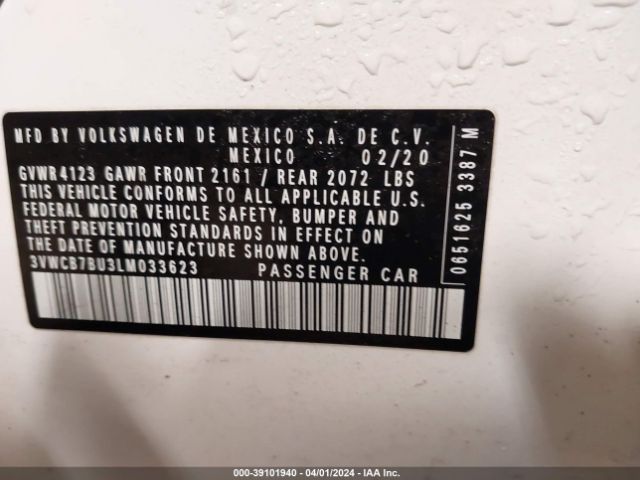 MFD BY VOLKSWAGEN DE MEXICO S.A. DE C.V.
MEXICO 02/20
GVWR4123 GAWR FRONT 2161 / REAR 2072 LBS
THIS VEHICLE CONFORMS TO ALL APPLICABLE U.S.
FEDERAL MOTOR VEHICLE SAFETY, BUMPER AND
THEFT PREVENTION STANDARDS IN EFFECT ON
THE DATE OF MANUFACTURE SHOWN ABOVE.
3VWCB7BU3LM033623 PASSENGER CAR
0651625 3387 M
000-39101940 - 04/01/2024 - IAA Inc.